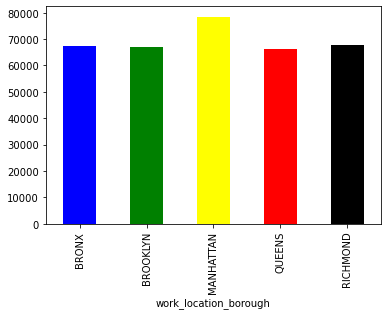 80000
70000
60000
50000
40000
30000
20000
10000
0
BRONX
BROOKLYN
MANHATTAN
QUEENS
RICHMOND
work_location_borough